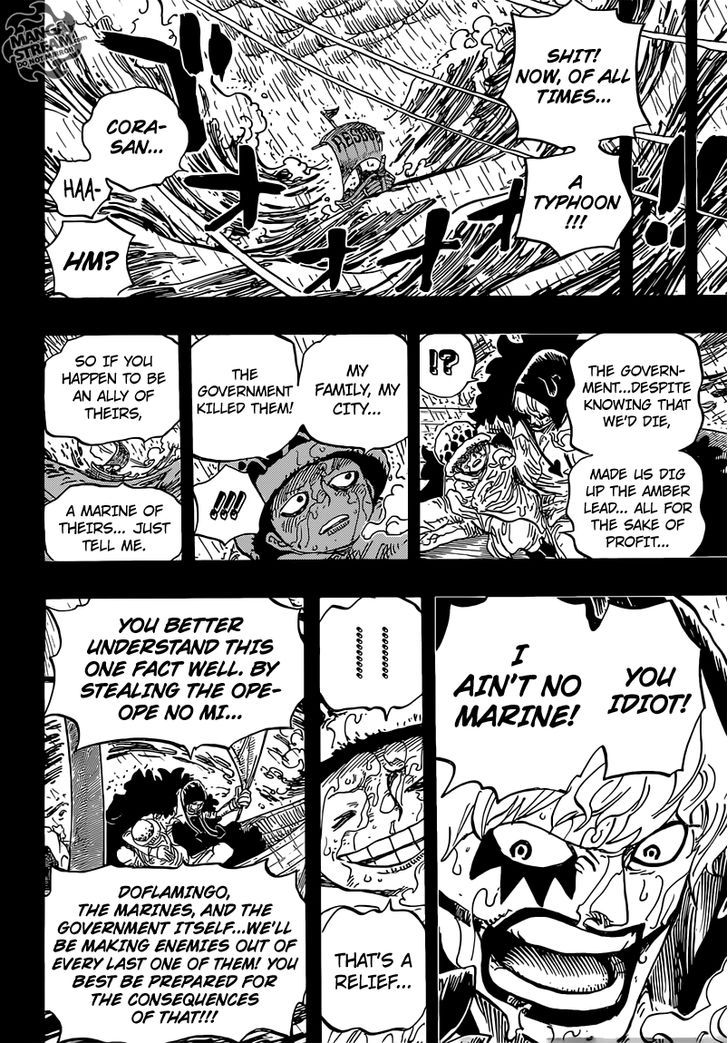 MANGA
STREAM.com
SHIT!
NOW, OF ALL
TIMES...
A
TYPHOON
!!!
CORA-
SAN...
HAA-
HM?
オオオオ
!?
THE GOVERN-
MENT...DESPITE
KNOWING THAT
WE'D DIE,
MADE US DIG
UP THE AMBER
LEAD... ALL FOR
THE SAKE OF
PROFIT...
MY
FAMILY, MY
CITY...
THE
GOVERNMENT
KILLED THEM!
!!!
SO IF YOU
HAPPEN TO BE
AN ALLY OF
THEIRS,
A MARINE OF
THEIRS... JUST
TELL ME.
YOU
IDIOT!
I
AIN'T NO
MARINE!
THAT'S A
RELIEF...
YOU BETTER
UNDERSTAND THIS
ONE FACT WELL. BY
STEALING THE OPE-
OPE NO MI...
DOFLAMINGO,
THE MARINES, AND THE
GOVERNMENT ITSELF...WE'LL
BE MAKING ENEMIES OUT OF
EVERY LAST ONE OF THEM! YOU
BEST BE PREPARED FOR
THE CONSEQUENCES
OF THAT!!!